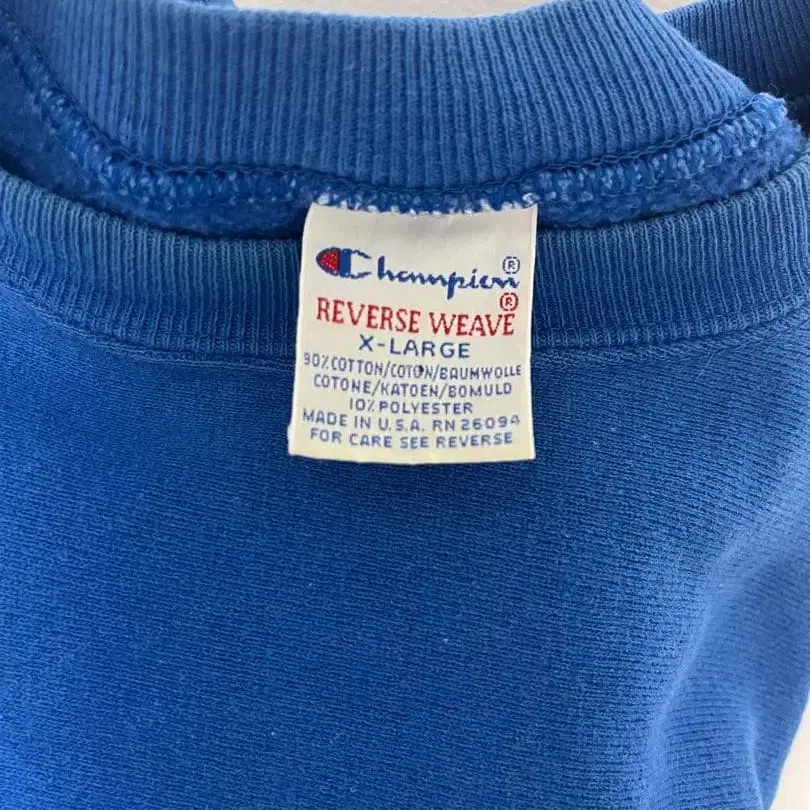 Champion®
REVERSE WEAVE®
X-LARGE
90% COTTON/COTON/BAUMWOLLE
COTONE/KATOEN/BOMULD
10% POLYESTER
MADE IN U.S.A. RN 26094
FOR CARE SEE REVERSE